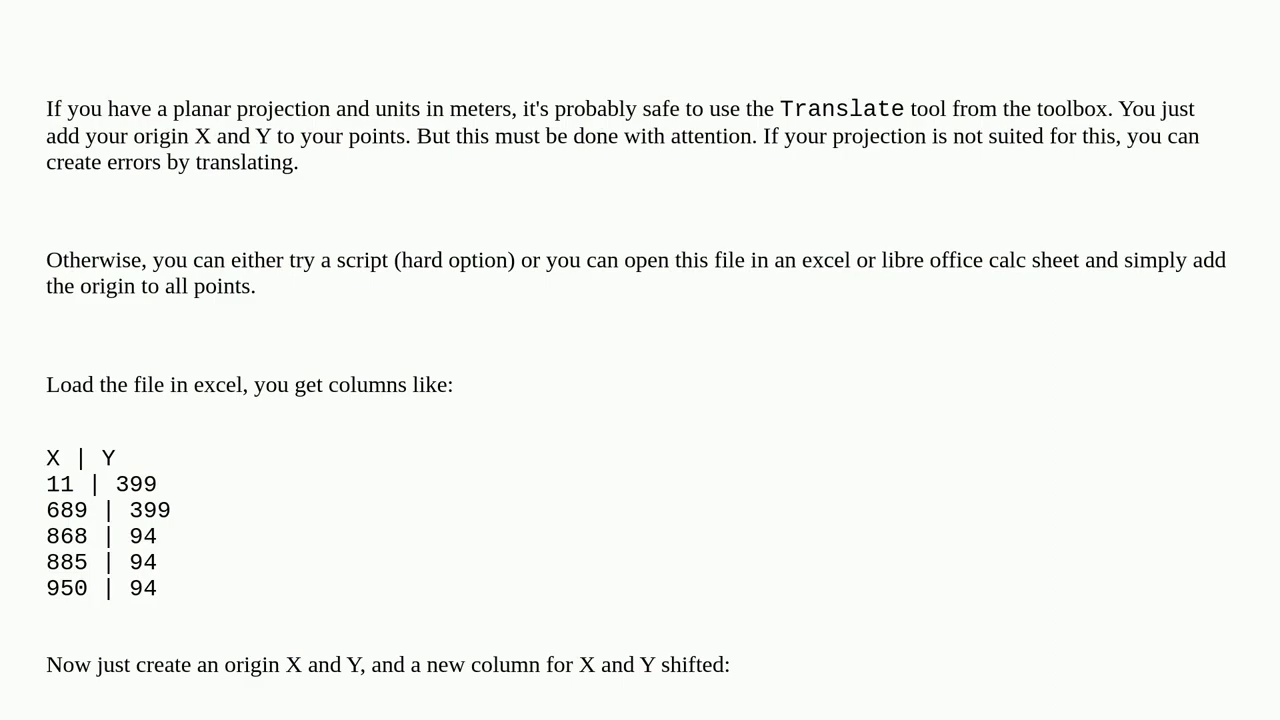 If you have a planar projection and units in meters, it's probably safe to use the Translate tool from the toolbox. You just
add your origin X and Y to your points. But this must be done with attention. If your projection is not suited for this, you can
create errors by translating.
Otherwise, you can either try a script (hard option) or you can open this file in an excel or libre office calc sheet and simply add
the origin to all points.
Load the file in excel, you get columns like:
X | Y
11 | 399
689 | 399
868 | 94
885 | 94
950 | 94
Now just create an origin X and Y, and a new column for X and Y shifted: